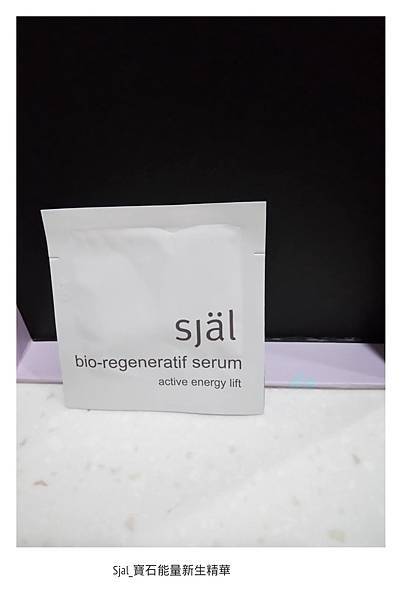 själ
bio-regeneratif serum
active energy lift
Sjal_寶石能量新生精華